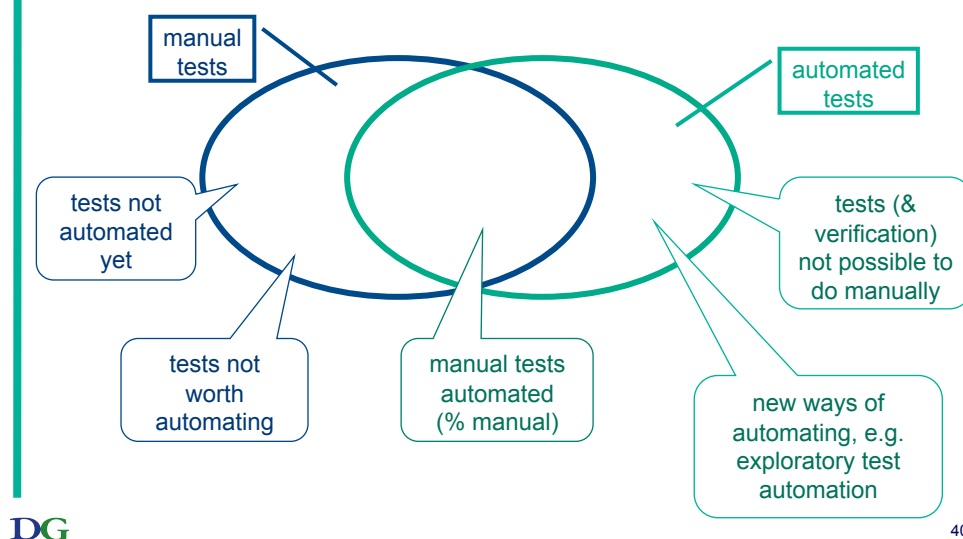 manual
tests
automated
tests
tests not
automated
yet
tests (&
verification)
not possible to
do manually
tests not
worth
automating
manual tests
automated
(% manual)
new ways of
automating, e.g.
exploratory test
automation
DG
40